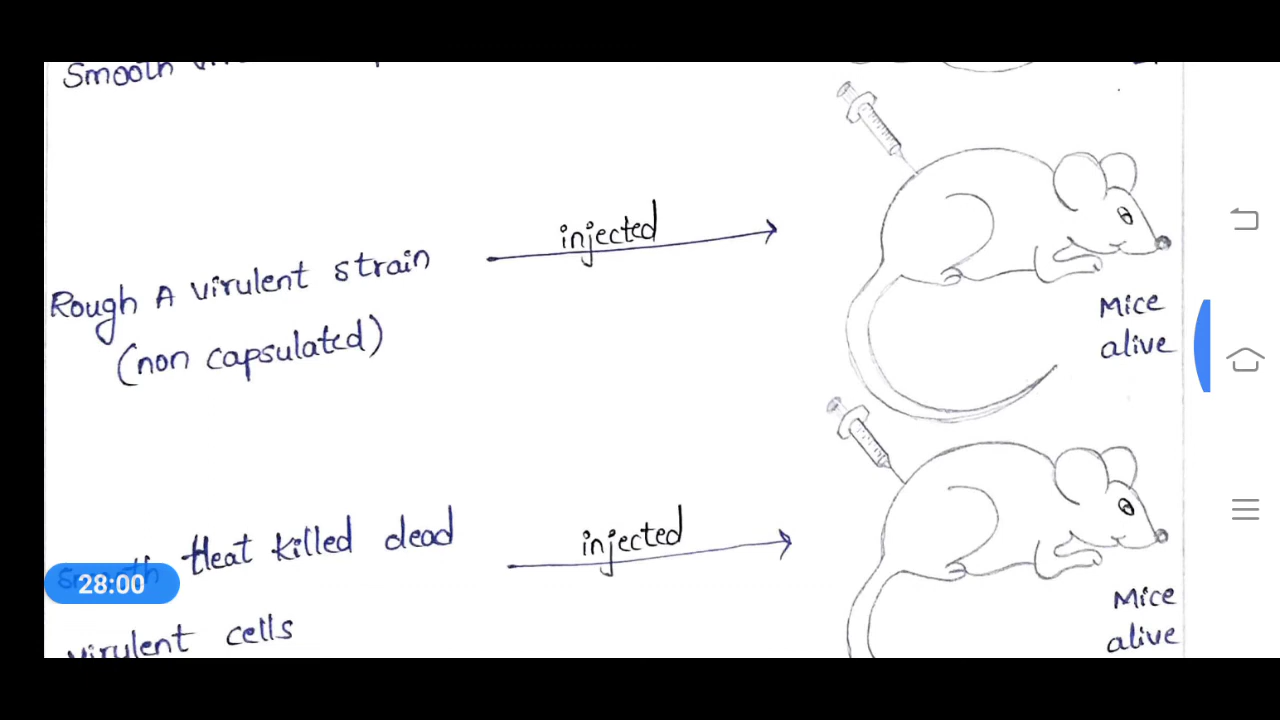 Smooth
injected
Rough A virulent strain
(non capsulated)
Mice
alive
Heat killed dead
injected
28:00
virulent cells
Mice
alive